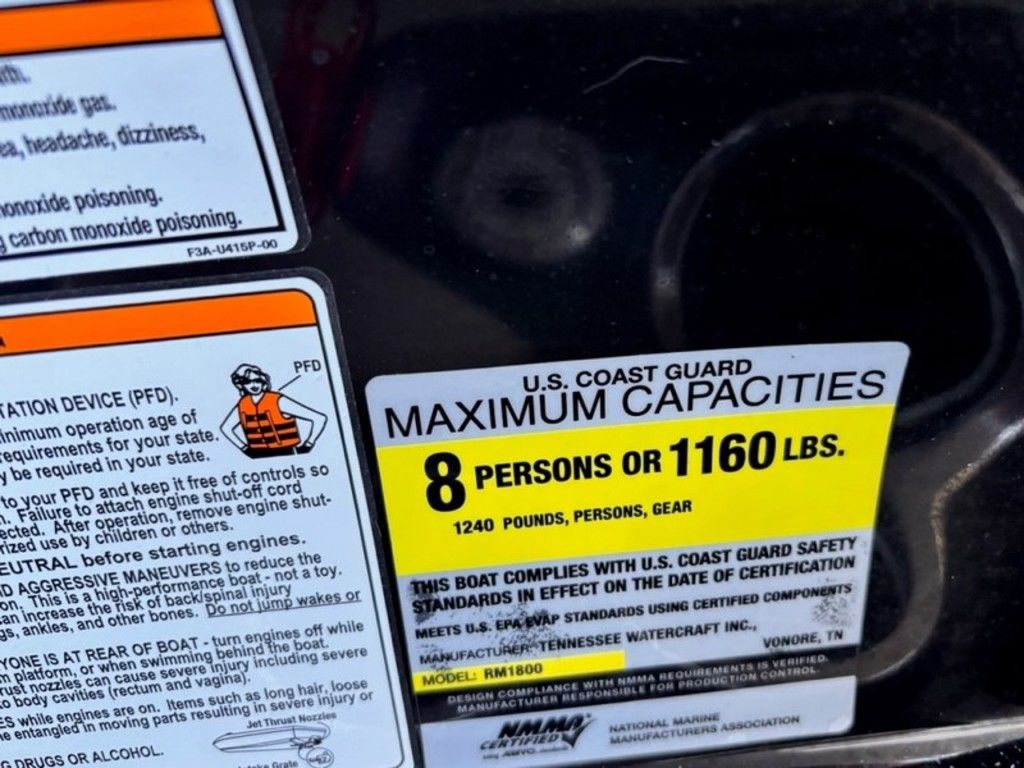 monoxide gas.
headache, dizziness,
monoxide poisoning.
carbon monoxide poisoning.
F3A-U415P-00
PFD
TATION DEVICE (PFD).
inimum operation age of
requirements for your state.
y be required in your state.
to your PFD and keep it free of controls so
. Failure to attach engine shut-off cord
ected. After operation, remove engine shut-
rized use by children or others.
EUTRAL before starting engines.
D AGGRESSIVE MANEUVERS to reduce the
on. This is a high-performance boat - not a toy.
an increase the risk of back/spinal injury
gs, ankles, and other bones. Do not jump wakes or
YONE IS AT REAR OF BOAT - turn engines off while
m platform, or when swimming behind the boat.
rust nozzles can cause severe injury including severe
o body cavities (rectum and vagina).
ES while engines are on. Items such as long hair, loose
e entangled in moving parts resulting in severe injury or
Jet Thrust Nozzles
Intake Grate
G DRUGS OR ALCOHOL.
U.S. COAST GUARD
MAXIMUM CAPACITIES
8 PERSONS OR 1160 LBS.
1240 POUNDS, PERSONS, GEAR
THIS BOAT COMPLIES WITH U.S. COAST GUARD SAFETY
STANDARDS IN EFFECT ON THE DATE OF CERTIFICATION
MEETS U.S. EPA EVAP STANDARDS USING CERTIFIED COMPONENTS
MANUFACTURER: TENNESSEE WATERCRAFT INC.,
VONORE, TN
MODEL: RM1800
DESIGN COMPLIANCE WITH NMMA REQUIREMENTS IS VERIFIED.
MANUFACTURER RESPONSIBLE FOR PRODUCTION CONTROL.
NMMA
CERTIFIED
NATIONAL MARINE
MANUFACTURERS ASSOCIATION